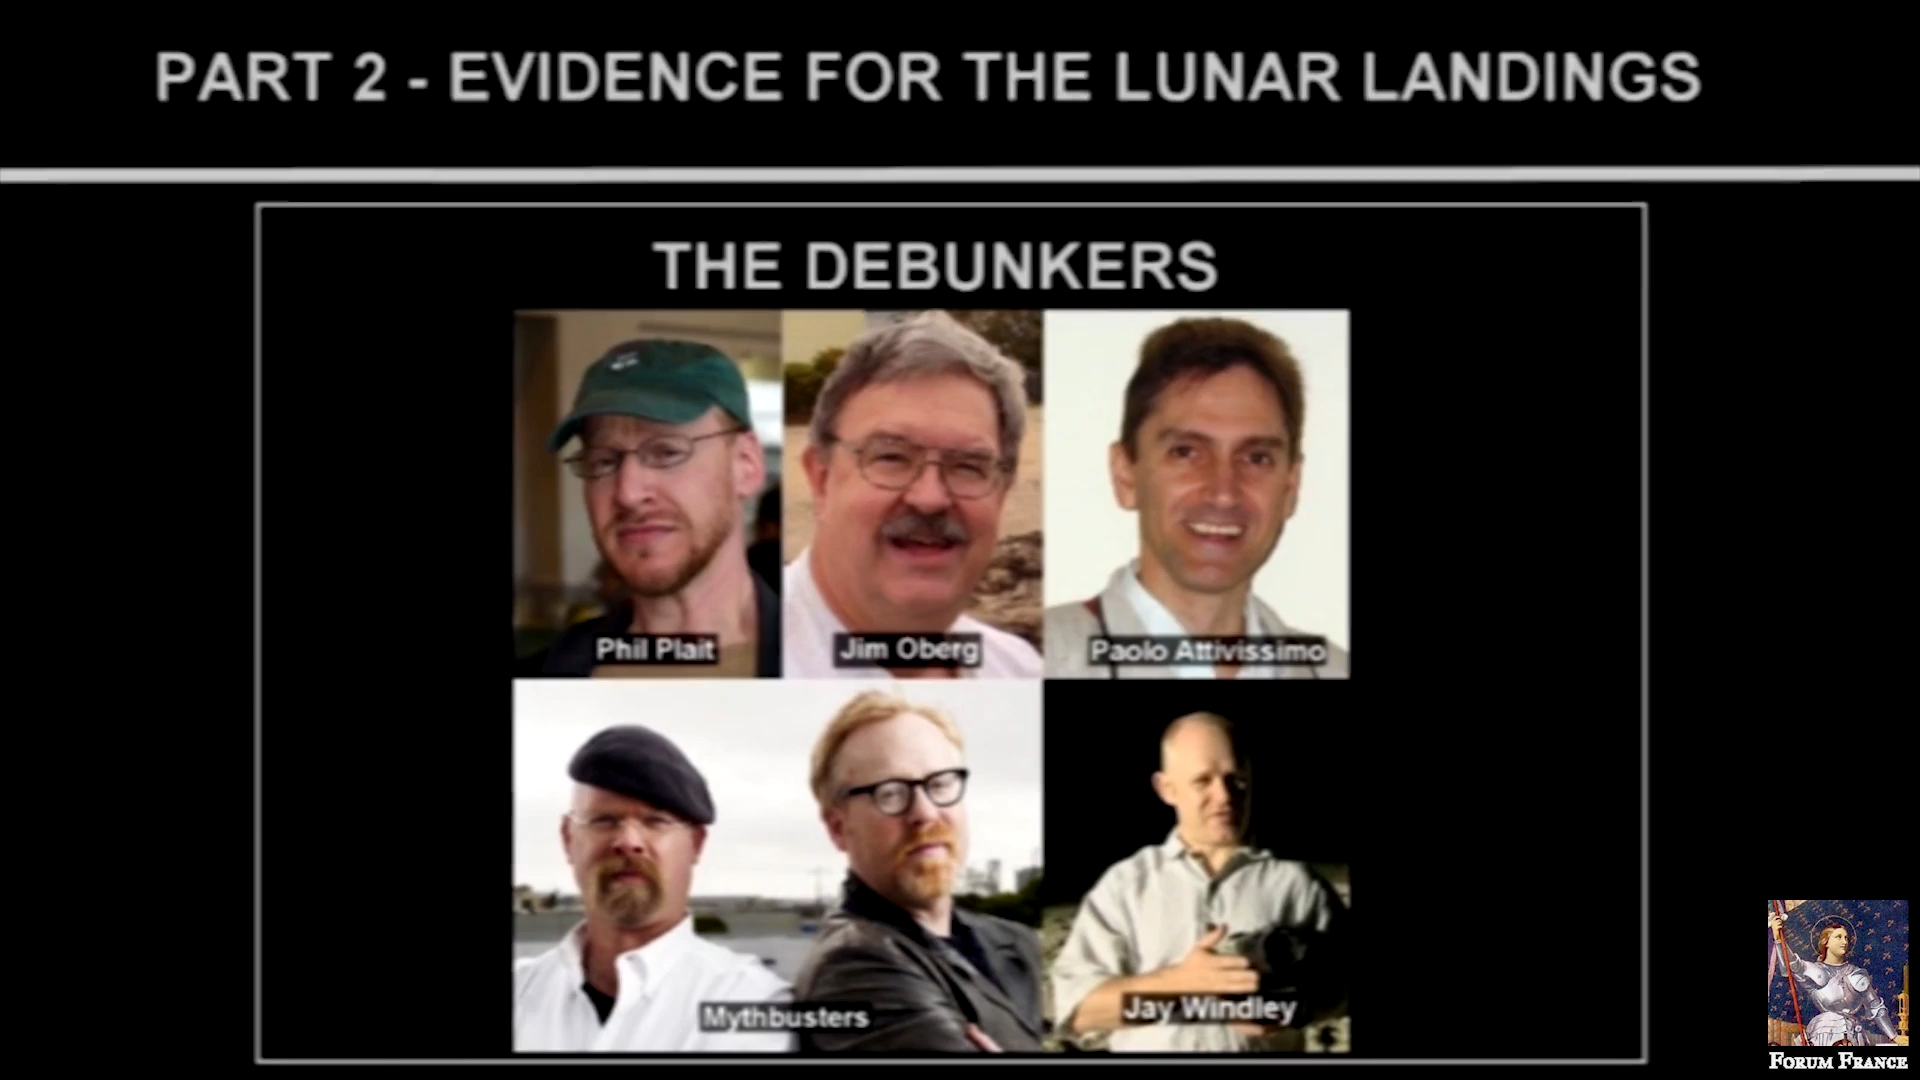 PART 2 - EVIDENCE FOR THE LUNAR LANDINGS
THE DEBUNKERS
Phil Plait
Jim Oberg
Paolo Attivissimo
Mythbusters
Jay Windley
FORUM FRANCE